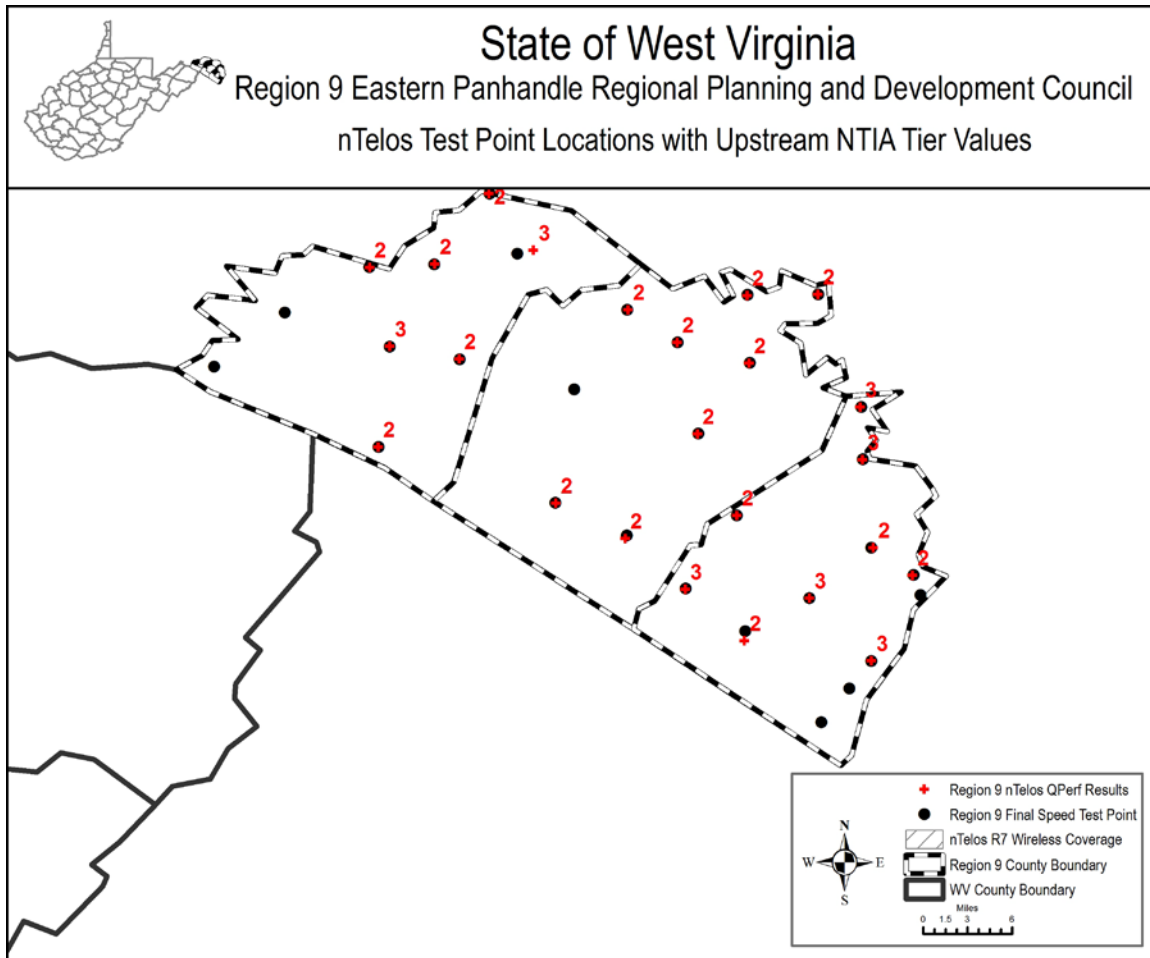 State of West Virginia
Region 9 Eastern Panhandle Regional Planning and Development Council
nTelos Test Point Locations with Upstream NTIA Tier Values
2
3
2
2
2
2
2
3
2
2
2
3
2
2
3
2
2
2
2
2
3
3
2
3
Region 9 nTelos QPerf Results
Region 9 Final Speed Test Point
nTelos R7 Wireless Coverage
Region 9 County Boundary
WV County Boundary
N
W E
S
Miles
0 1.5 3 6